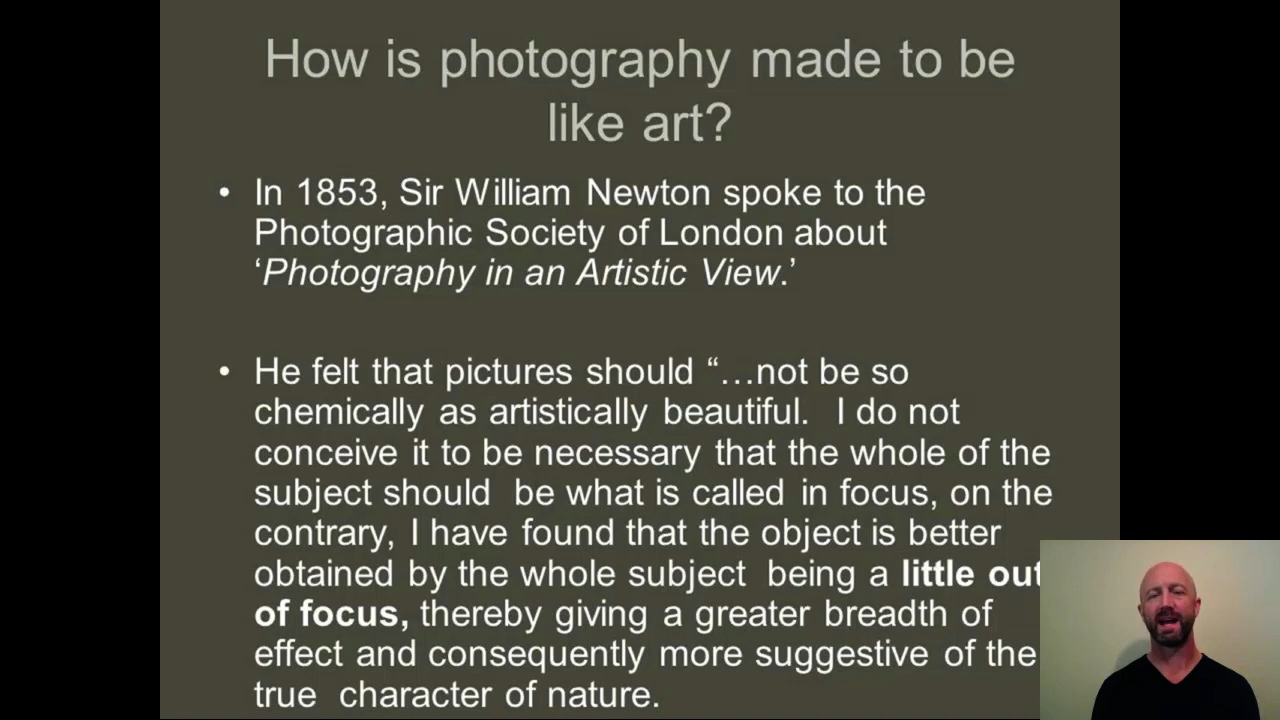 How is photography made to be
like art?
• In 1853, Sir William Newton spoke to the
Photographic Society of London about
‘Photography in an Artistic View.’
• He felt that pictures should “…not be so
chemically as artistically beautiful. I do not
conceive it to be necessary that the whole of the
subject should be what is called in focus, on the
contrary, I have found that the object is better
obtained by the whole subject being a little out
of focus, thereby giving a greater breadth of
effect and consequently more suggestive of the
true character of nature.